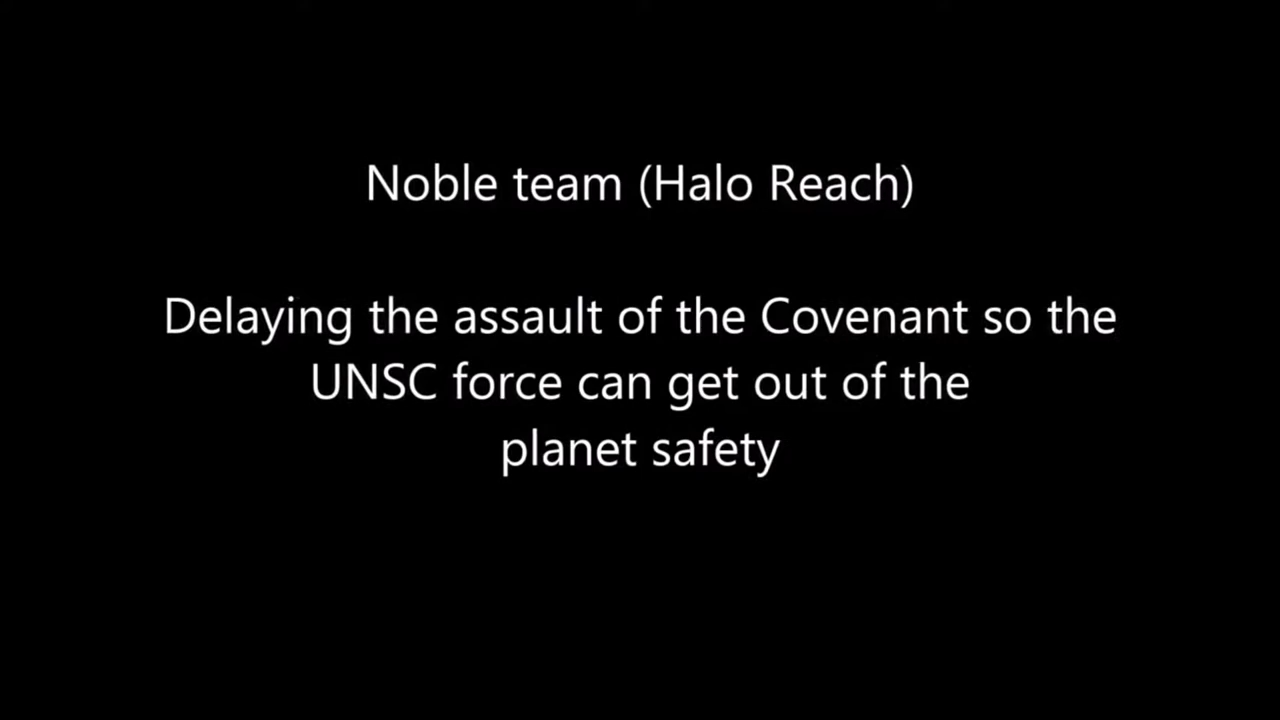 Noble team (Halo Reach)
Delaying the assault of the Covenant so the
UNSC force can get out of the
planet safety